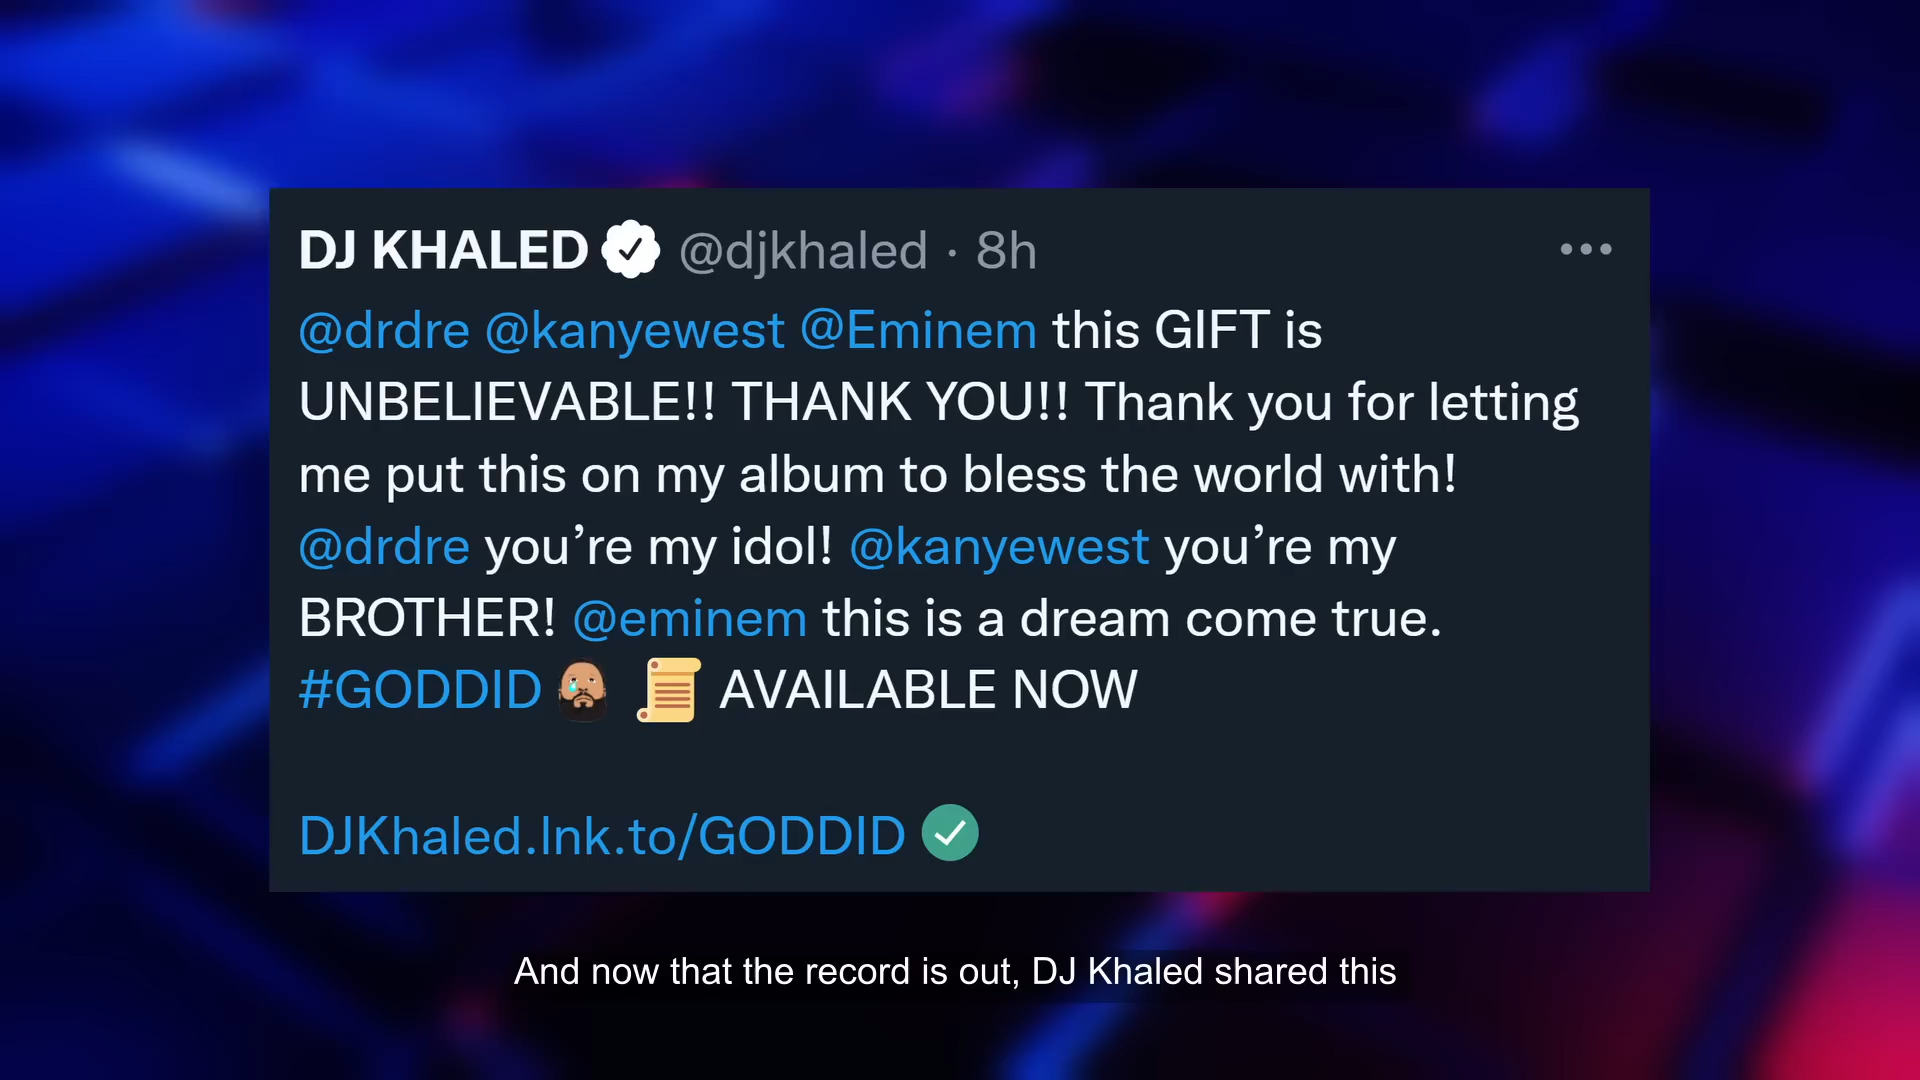 DJ KHALED @djkhaled · 8h
@drdre @kanyewest @Eminem this GIFT is
UNBELIEVABLE!! THANK YOU!! Thank you for letting
me put this on my album to bless the world with!
@drdre you’re my idol! @kanyewest you’re my
BROTHER! @eminem this is a dream come true.
#GODDID 📜 AVAILABLE NOW
DJKhaled.lnk.to/GODDID
And now that the record is out, DJ Khaled shared this